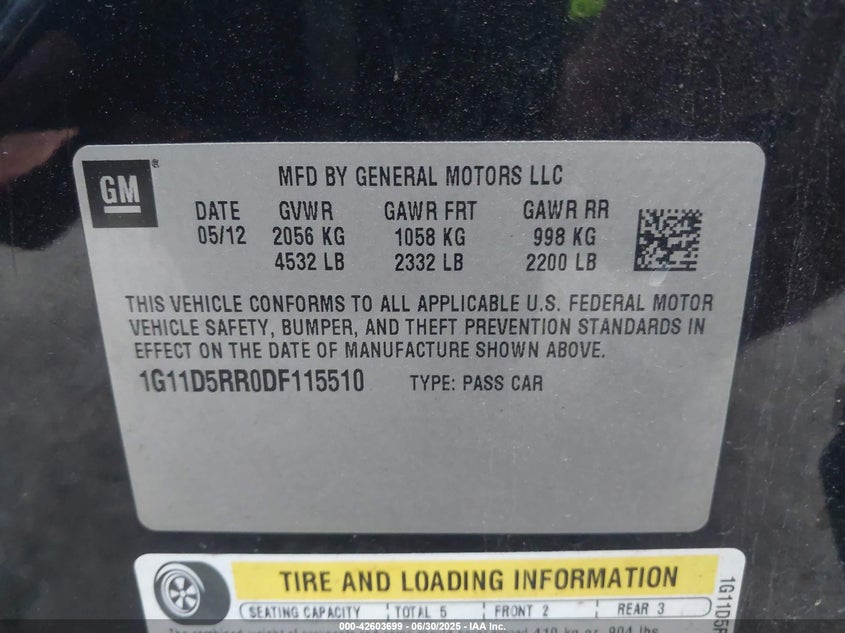 GM
MFD BY GENERAL MOTORS LLC
DATE GVWR GAWR FRT GAWR RR
05/12 2056 KG 1058 KG 998 KG
4532 LB 2332 LB 2200 LB
THIS VEHICLE CONFORMS TO ALL APPLICABLE U.S. FEDERAL MOTOR
VEHICLE SAFETY, BUMPER, AND THEFT PREVENTION STANDARDS IN
EFFECT ON THE DATE OF MANUFACTURE SHOWN ABOVE.
1G11D5RR0DF115510 TYPE: PASS CAR
TIRE AND LOADING INFORMATION
SEATING CAPACITY TOTAL 5 FRONT 2 REAR 3
1G11D5R
000-42603699 - 06/30/2025 - IAA Inc.